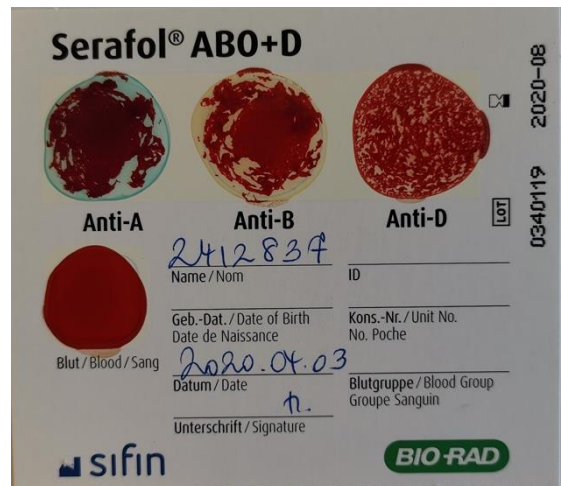 Serafol® ABO+D
Anti-A
Anti-B
Anti-D
2020-08
LOT
0340119
2412837
Name / Nom
ID
Geb.-Dat. / Date of Birth
Date de Naissance
Kons.-Nr. / Unit No.
No. Poche
Blut / Blood / Sang
2020.04.03
Datum / Date
Blutgruppe / Blood Group
Groupe Sanguin
Unterschrift / Signature
sifin
BIO-RAD